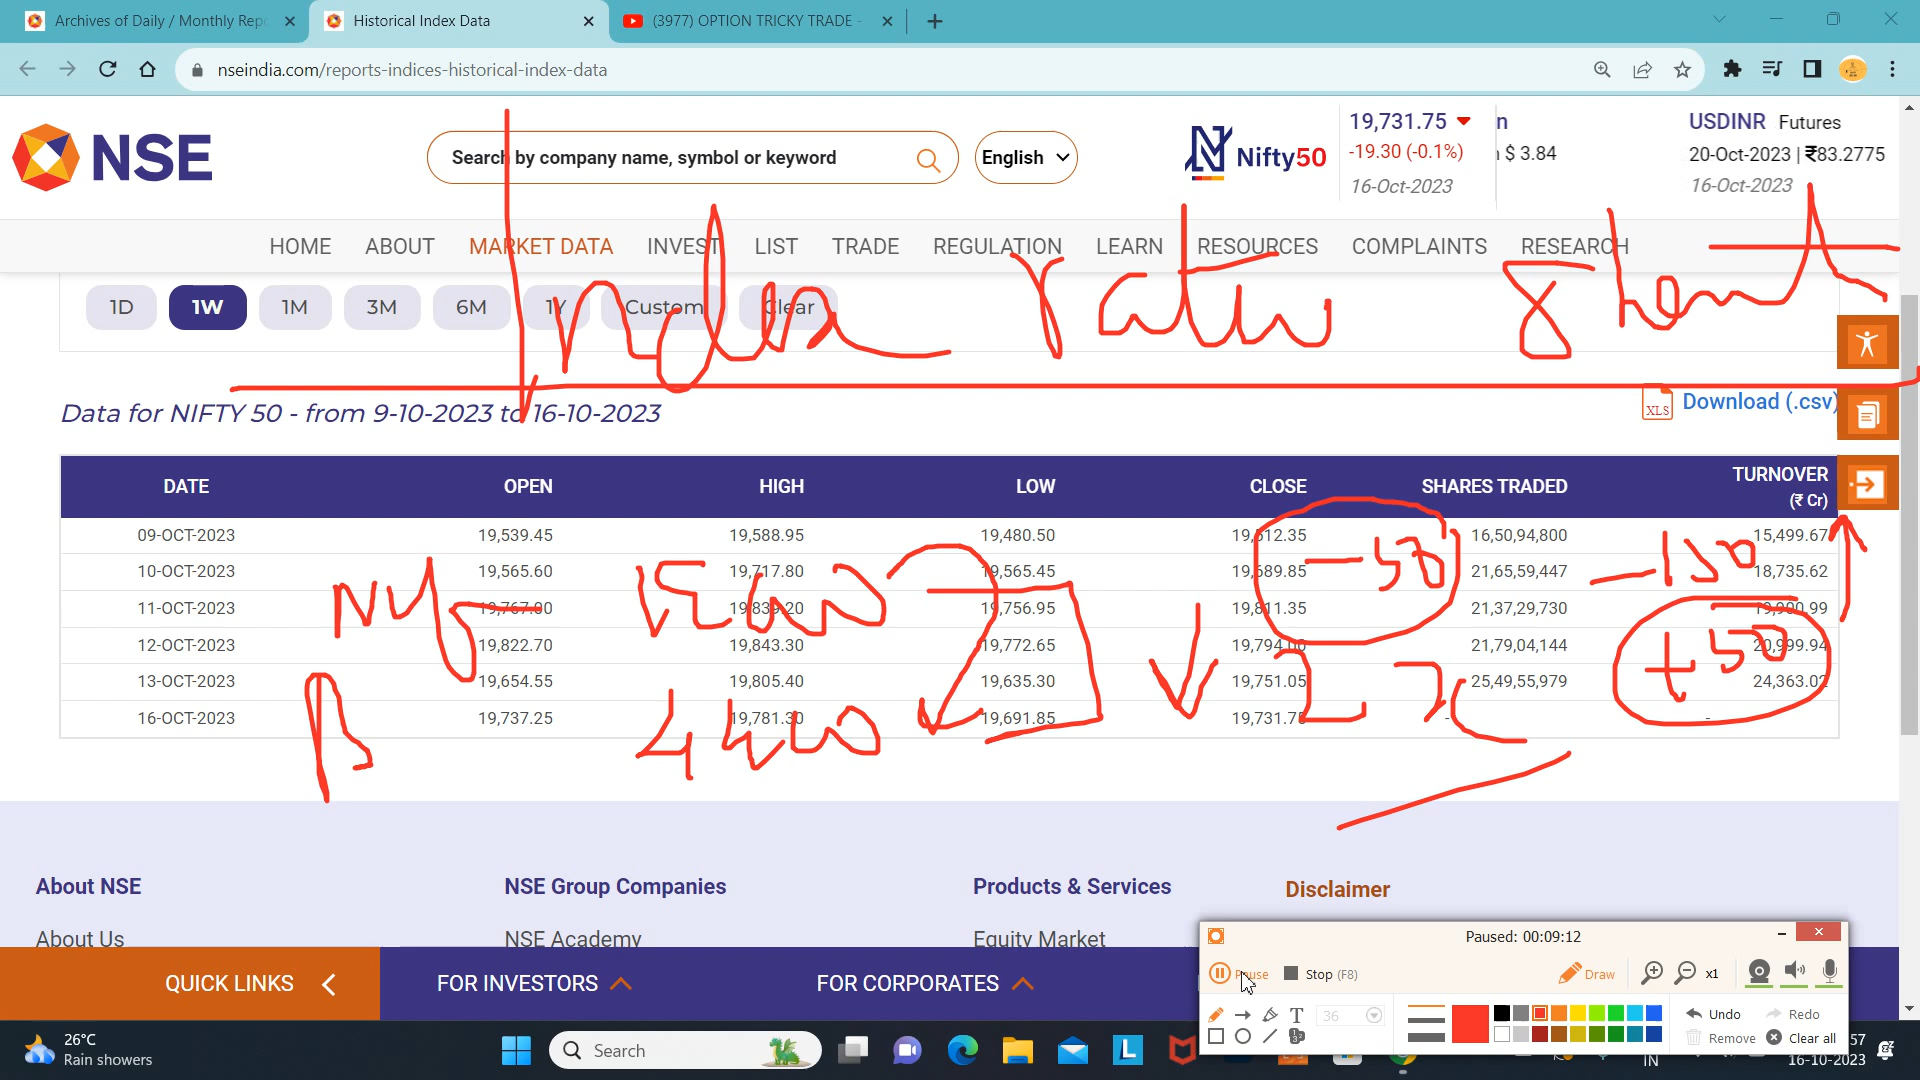 Archives of Daily / Monthly Rep
Historical Index Data
(3977) OPTION TRICKY TRADE -
nseindia.com/reports-indices-historical-index-data
NSE
Search by company name, symbol or keyword
English
Nifty50
19,731.75
-19.30 (-0.1%)
16-Oct-2023
$ 3.84
USDINR Futures
20-Oct-2023 | ₹83.2775
16-Oct-2023
HOME ABOUT MARKET DATA INVEST LIST TRADE REGULATION LEARN RESOURCES COMPLAINTS RESEARCH
1D 1W 1M 3M 6M 1Y Custom Clear
Data for NIFTY 50 - from 9-10-2023 to 16-10-2023
XLS Download (.csv)
DATE OPEN HIGH LOW CLOSE SHARES TRADED TURNOVER (₹ Cr)
09-OCT-2023 19,539.45 19,588.95 19,480.50 19,512.35 16,50,94,800 15,499.67
10-OCT-2023 19,565.60 19,717.80 19,565.45 19,689.85 21,65,59,447 18,735.62
11-OCT-2023 19,767.00 19,839.20 19,756.95 19,811.35 21,37,29,730 19,900.99
12-OCT-2023 19,822.70 19,843.30 19,772.65 19,794.00 21,79,04,144 20,999.94
13-OCT-2023 19,654.55 19,805.40 19,635.30 19,751.05 25,49,55,979 24,363.02
16-OCT-2023 19,737.25 19,781.30 19,691.85 19,731.75 - -
-50
-150
+50
About NSE
NSE Group Companies
Products & Services
Disclaimer
About Us
NSE Academy
Equity Market
QUICK LINKS
FOR INVESTORS
FOR CORPORATES
Paused: 00:09:12
Pause
Stop (F8)
Draw
x1
T
36
Undo
Redo
Remove
Clear all
26°C
Rain showers
Search
IN
57
16-10-2023